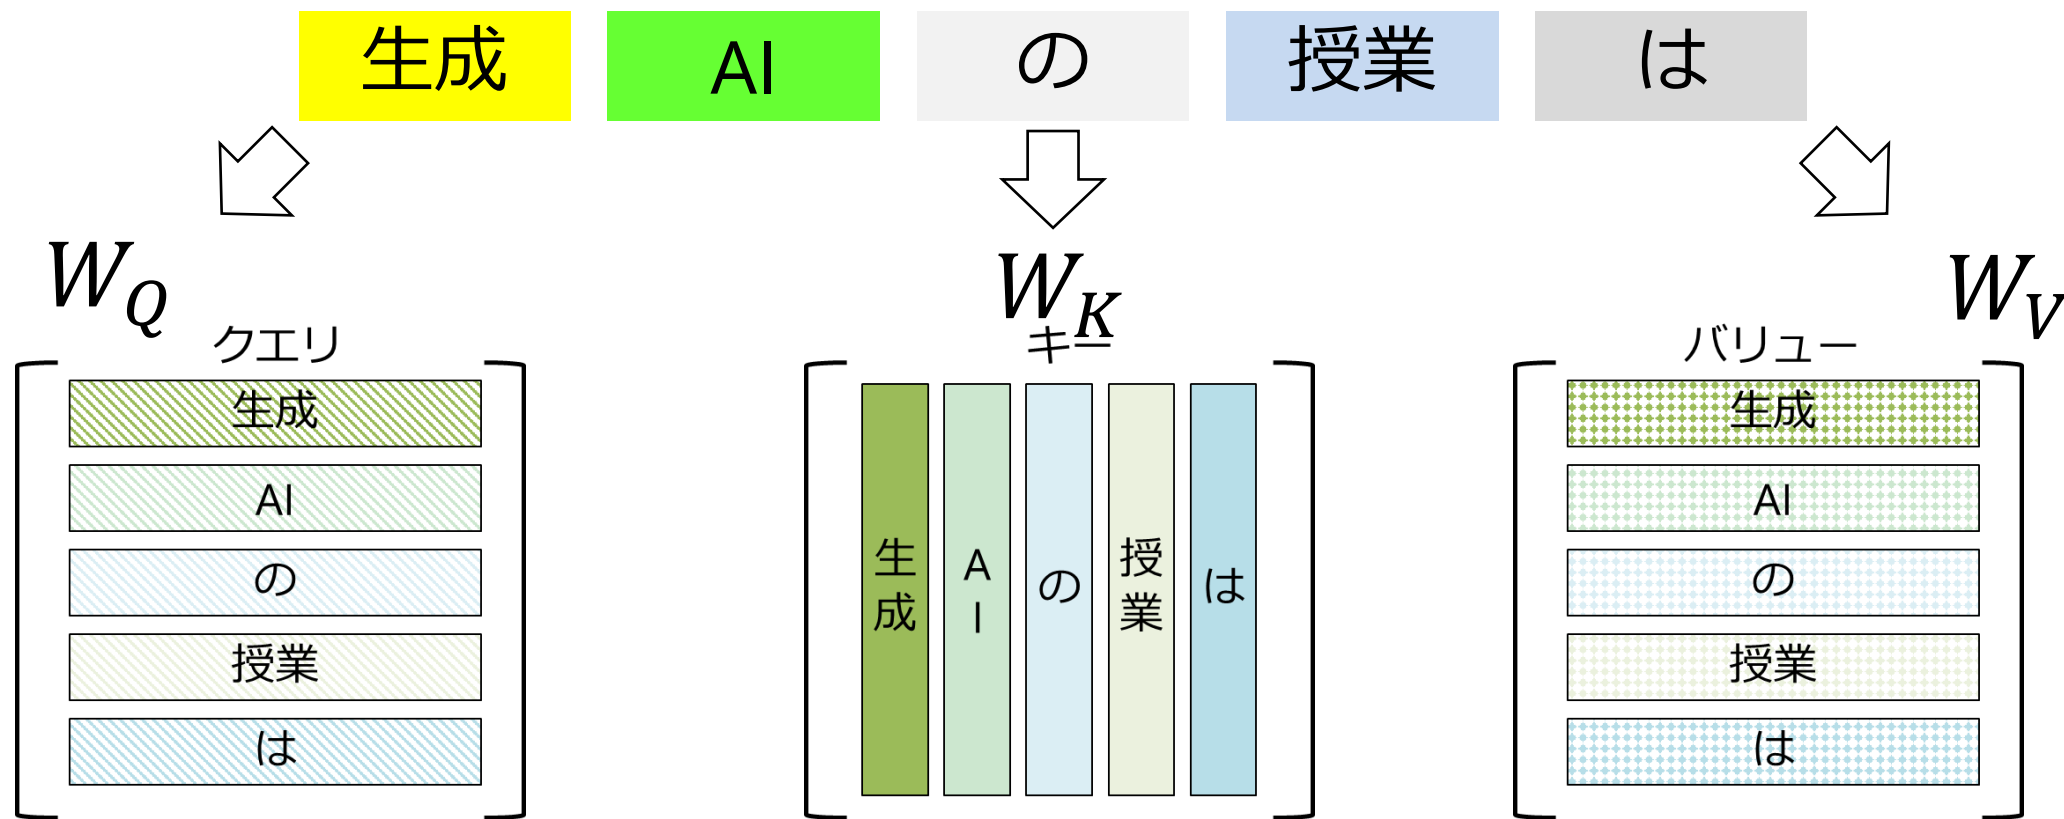 生成 AI の 授業 は
W_Q W_K W_V
クエリ キー バリュー
生成
AI
の
授業
は
生成 AI の 授業 は
生成
AI
の
授業
は